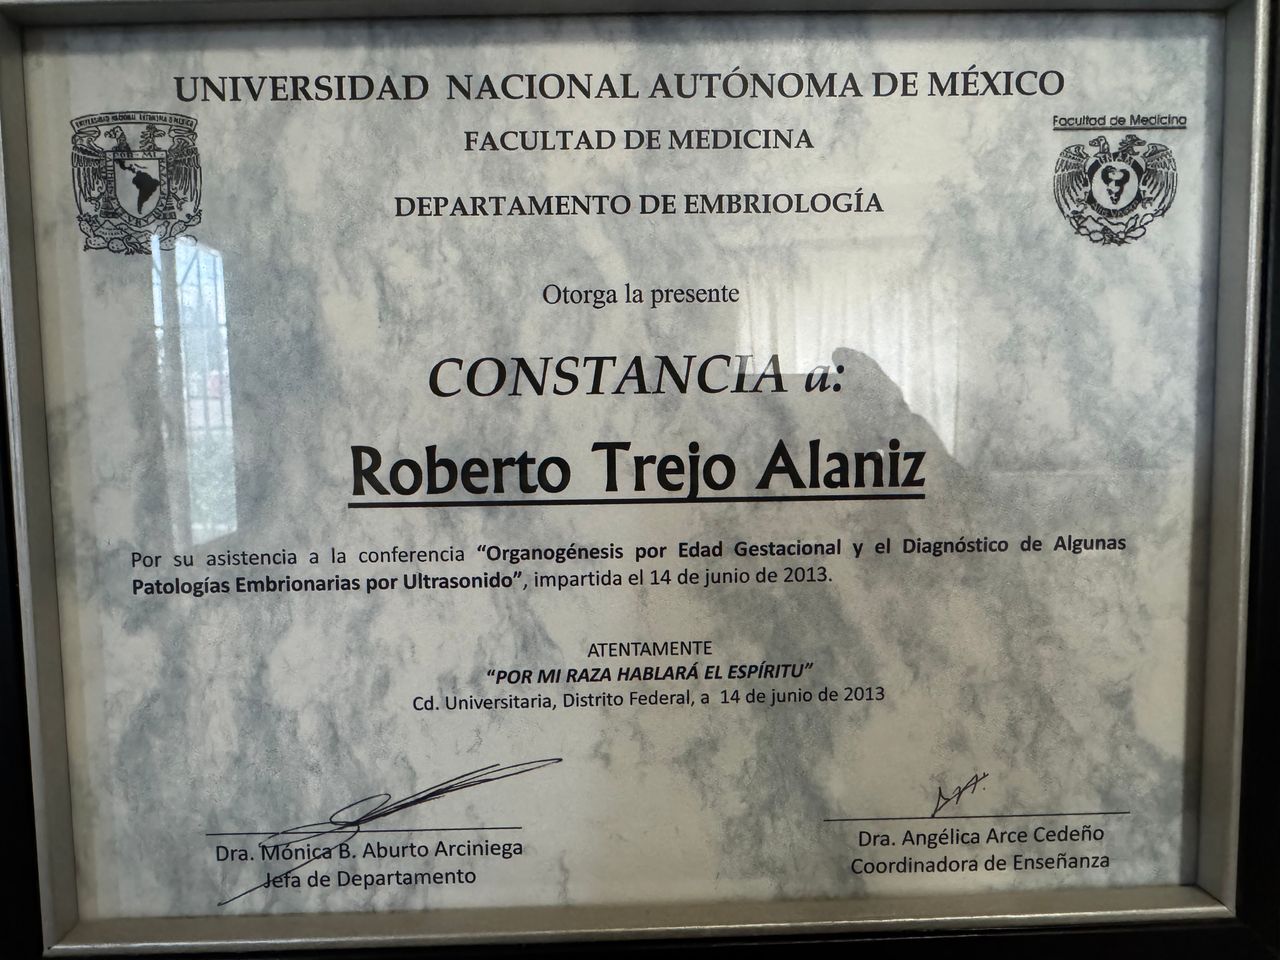 UNIVERSIDAD NACIONAL AUTÓNOMA DE MÉXICO
FACULTAD DE MEDICINA
Facultad de Medicina
DEPARTAMENTO DE EMBRIOLOGÍA
Otorga la presente
CONSTANCIA a:
Roberto Trejo Alaniz
Por su asistencia a la conferencia “Organogénesis por Edad Gestacional y el Diagnóstico de Algunas
Patologías Embrionarias por Ultrasonido”, impartida el 14 de junio de 2013.
ATENTAMENTE
“POR MI RAZA HABLARÁ EL ESPÍRITU”
Cd. Universitaria, Distrito Federal, a 14 de junio de 2013
Dra. Mónica B. Aburto Arciniega
Jefa de Departamento
Dra. Angélica Arce Cedeño
Coordinadora de Enseñanza